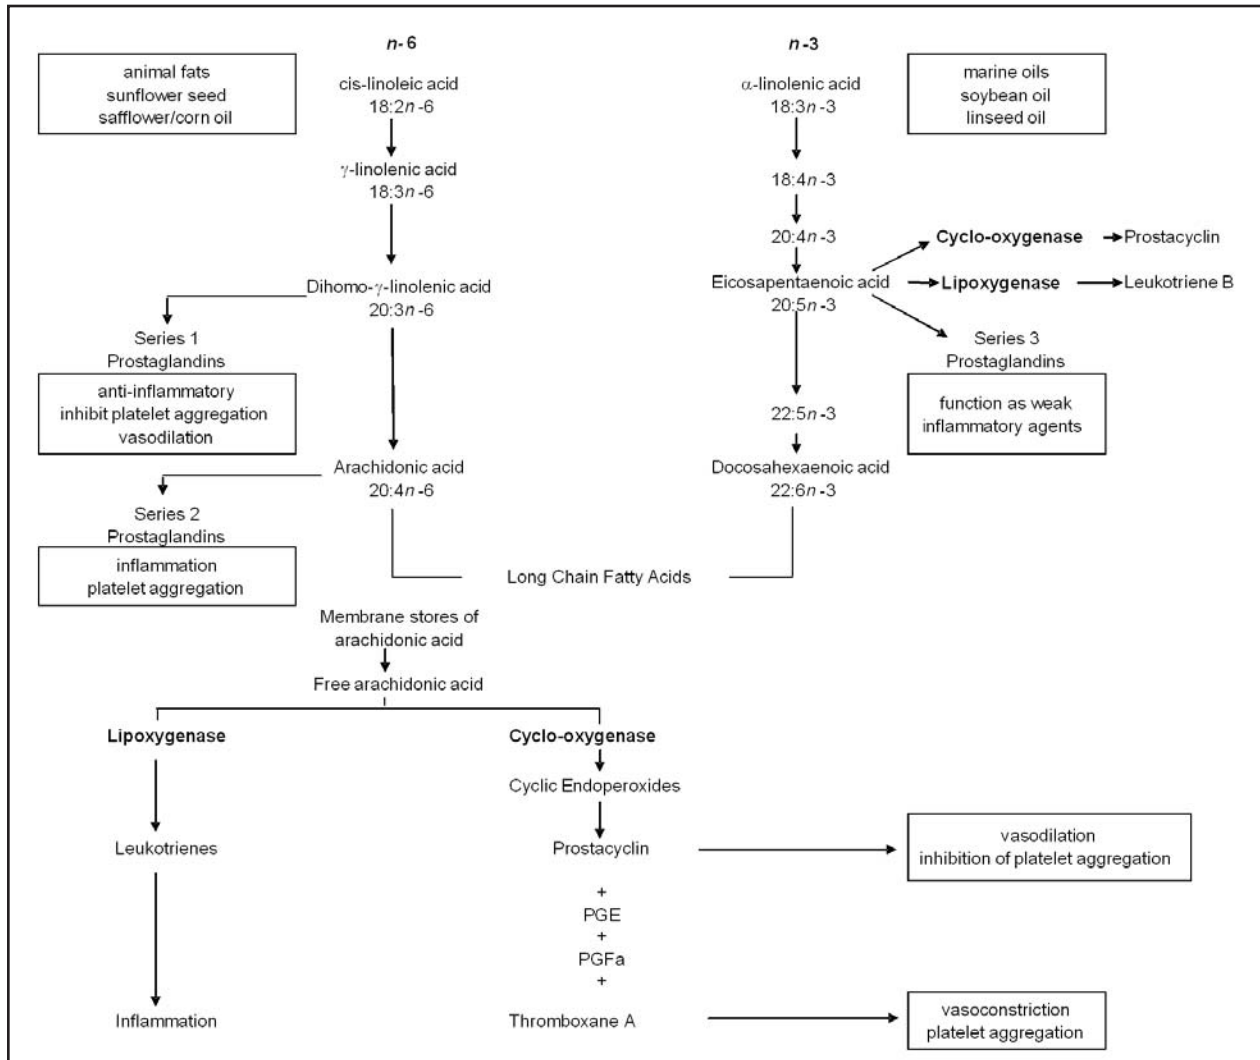 n-6
animal fats
sunflower seed
safflower/corn oil
cis-linoleic acid
18:2n-6
γ-linolenic acid
18:3n-6
Dihomo-γ-linolenic acid
20:3n-6
Series 1
Prostaglandins
anti-inflammatory
inhibit platelet aggregation
vasodilation
Arachidonic acid
20:4n-6
Series 2
Prostaglandins
inflammation
platelet aggregation
n-3
α-linolenic acid
18:3n-3
marine oils
soybean oil
linseed oil
18:4n-3
20:4n-3
Eicosapentaenoic acid
20:5n-3
Cyclo-oxygenase
Prostacyclin
Lipoxygenase
Leukotriene B
Series 3
Prostaglandins
function as weak
inflammatory agents
22:5n-3
Docosahexaenoic acid
22:6n-3
Long Chain Fatty Acids
Membrane stores of
arachidonic acid
Free arachidonic acid
Lipoxygenase
Leukotrienes
Inflammation
Cyclo-oxygenase
Cyclic Endoperoxides
Prostacyclin
+
PGE
+
PGFa
+
Thromboxane A
vasodilation
inhibition of platelet aggregation
vasoconstriction
platelet aggregation